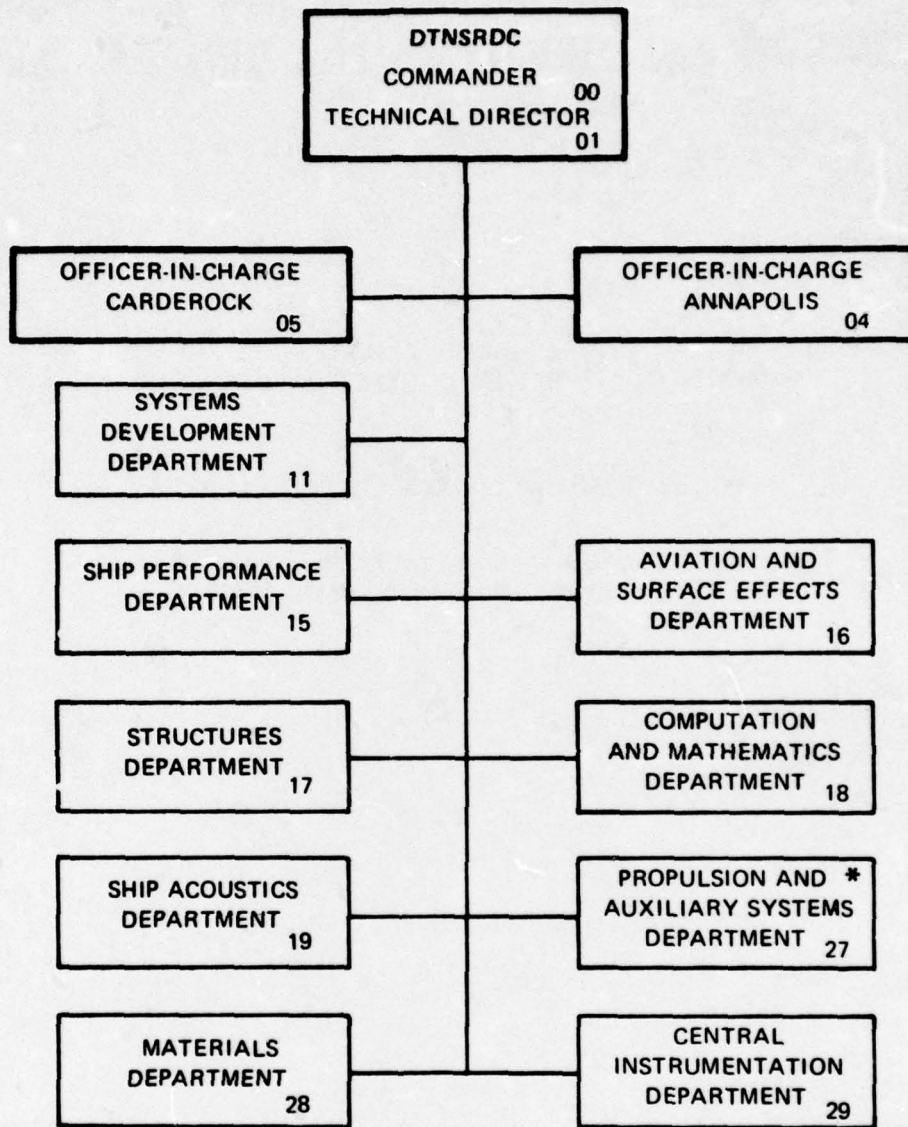 DTNSRDC
COMMANDER
00
TECHNICAL DIRECTOR
01
OFFICER-IN-CHARGE
CARDEROCK
05
OFFICER-IN-CHARGE
ANNAPOLIS
04
SYSTEMS
DEVELOPMENT
DEPARTMENT
11
SHIP PERFORMANCE
DEPARTMENT
15
AVIATION AND
SURFACE EFFECTS
DEPARTMENT
16
STRUCTURES
DEPARTMENT
17
COMPUTATION
AND MATHEMATICS
DEPARTMENT
18
SHIP ACOUSTICS
DEPARTMENT
19
PROPULSION AND *
AUXILIARY SYSTEMS
DEPARTMENT
27
MATERIALS
DEPARTMENT
28
CENTRAL
INSTRUMENTATION
DEPARTMENT
29